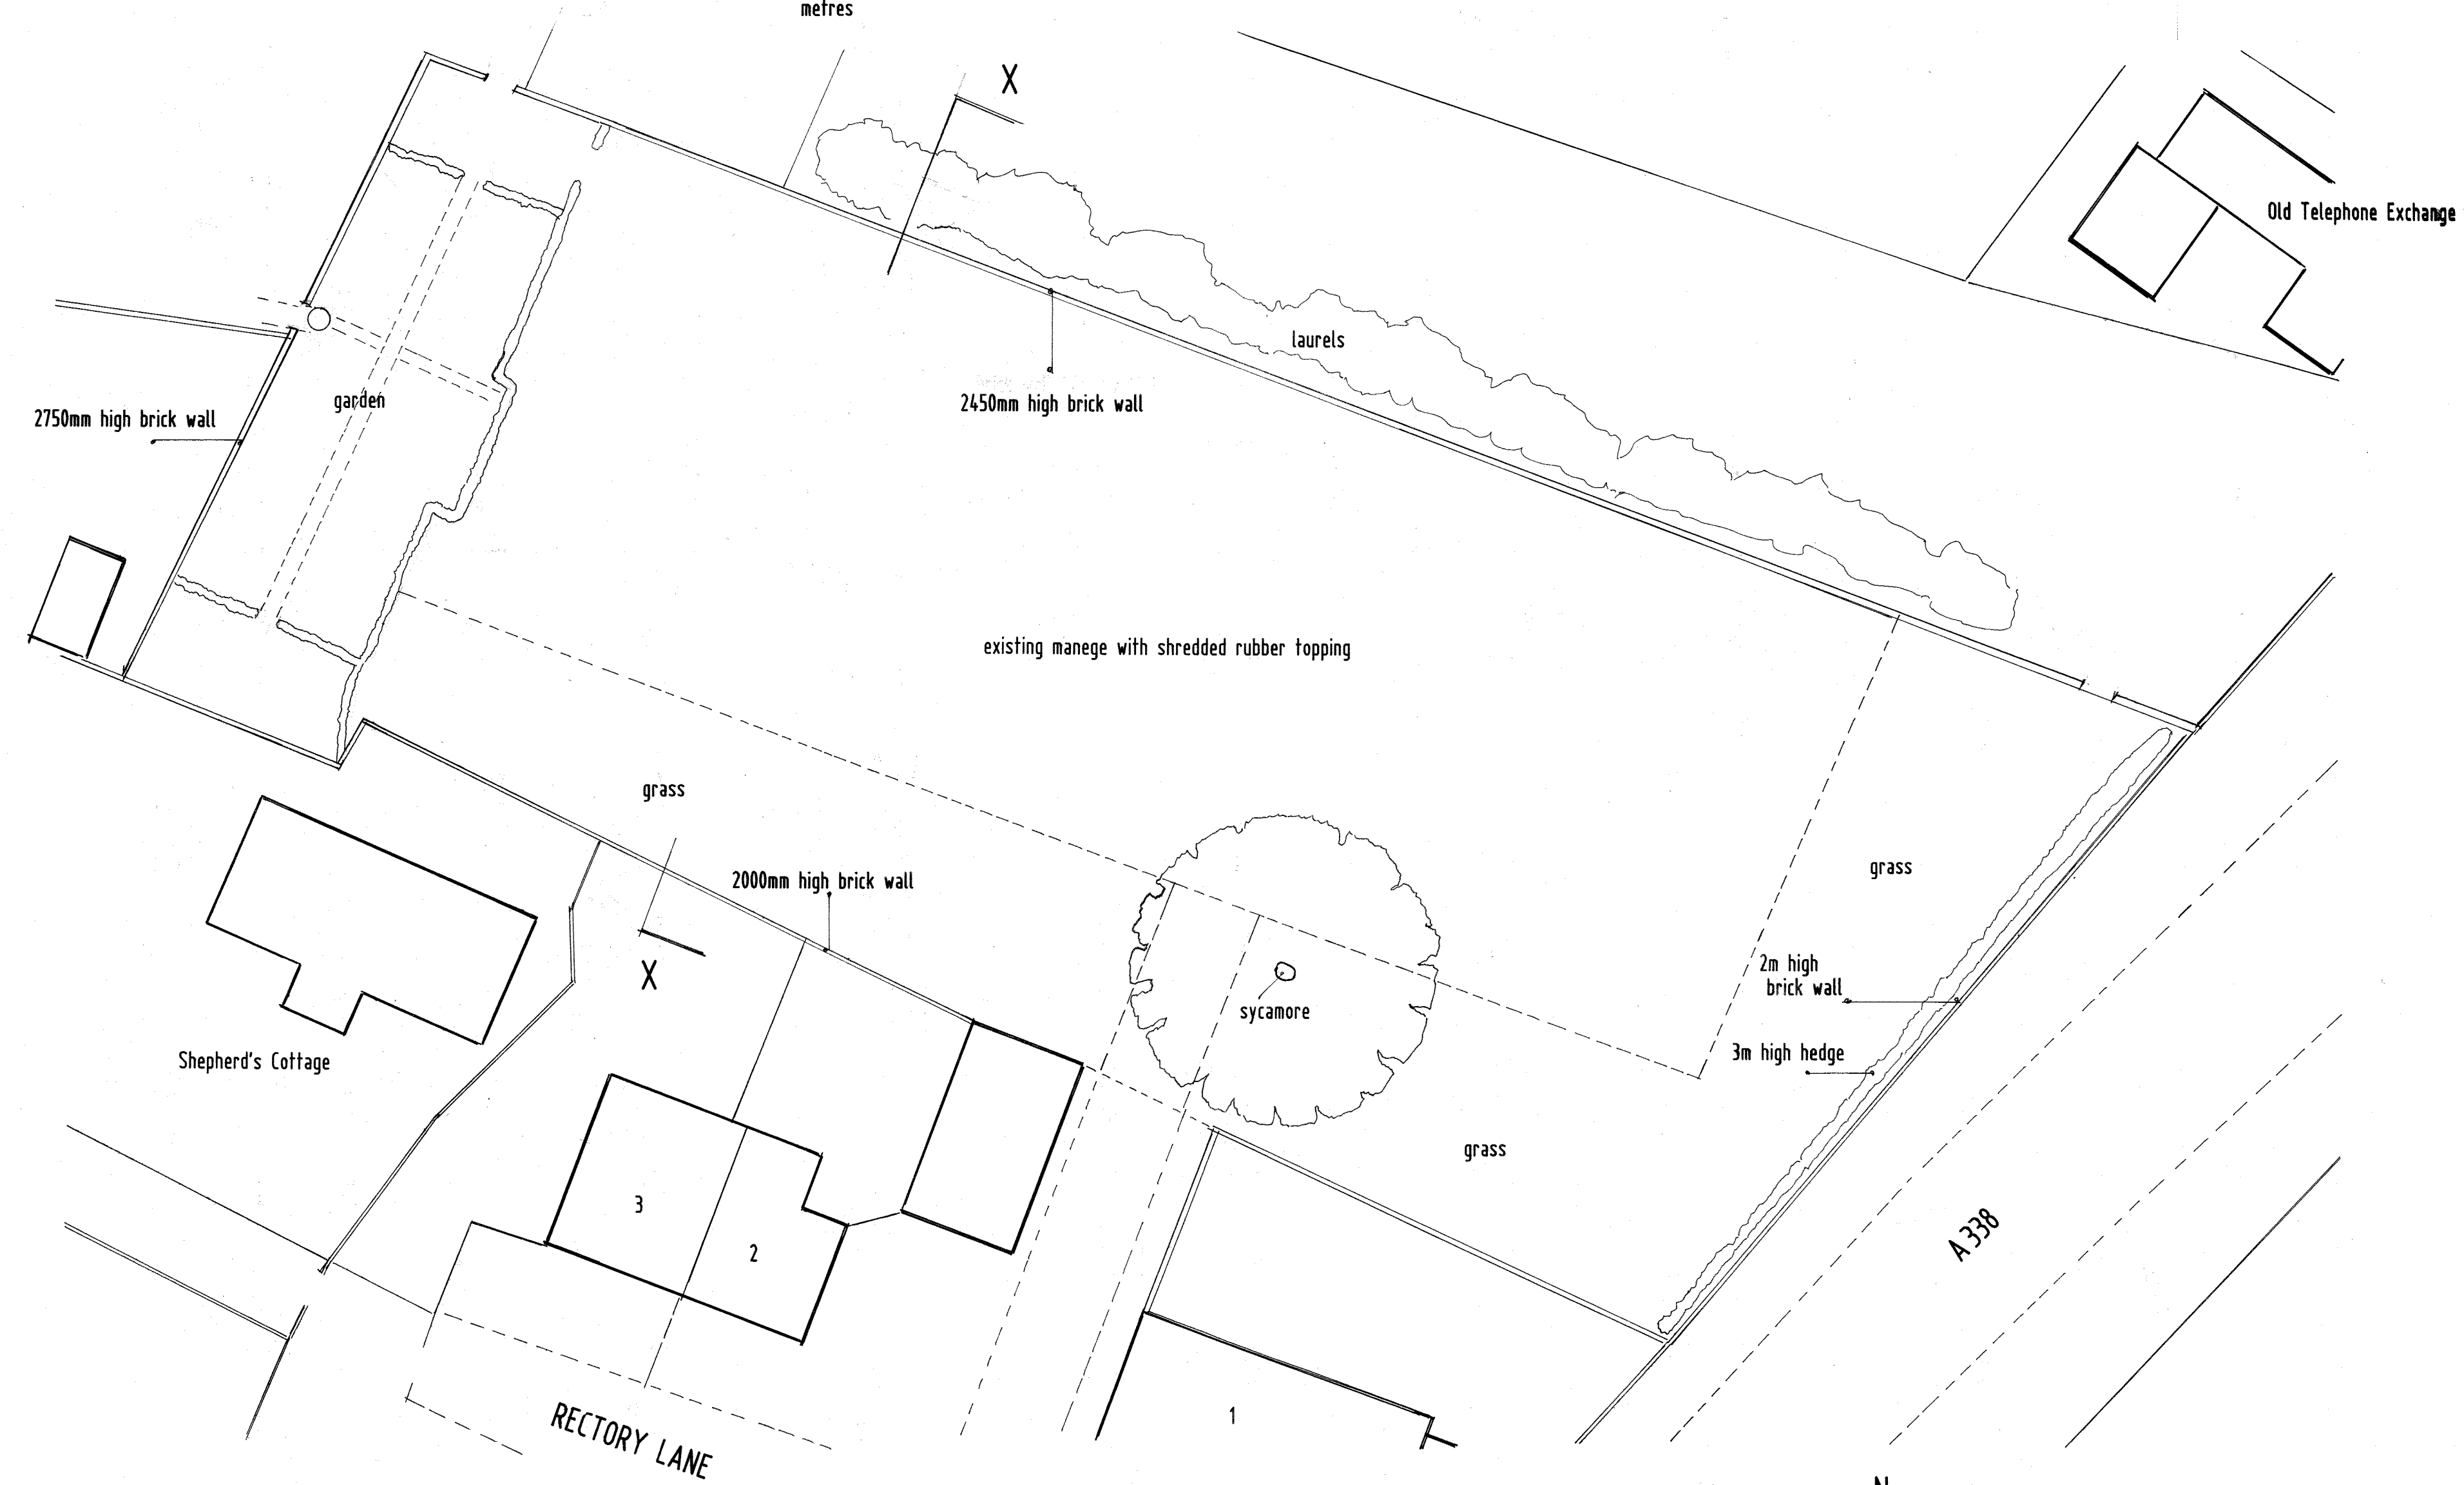 metres
X
Old Telephone Exchange
laurels
garden
2450mm high brick wall
2750mm high brick wall
existing manege with shredded rubber topping
grass
grass
2000mm high brick wall
2m high
brick wall
X
sycamore
3m high hedge
Shepherd's Cottage
grass
3
A338
2
1
RECTORY LANE